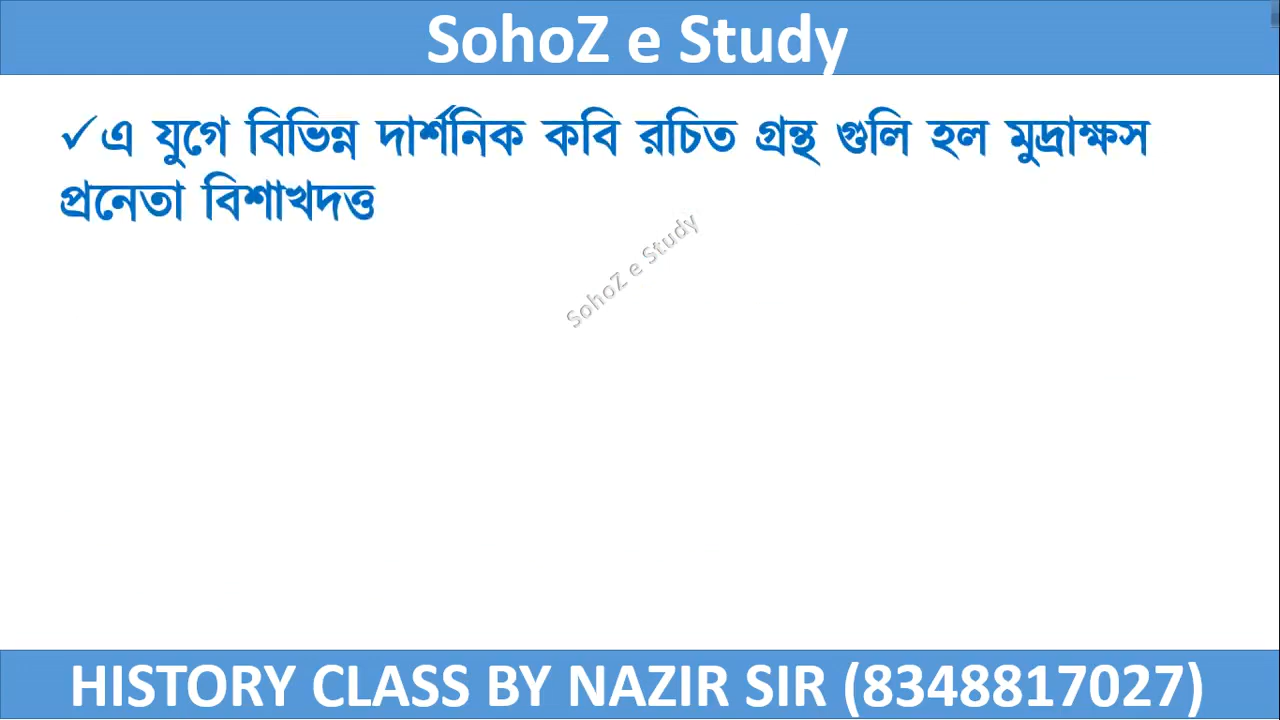 SohoZ e Study
✓এ যুগে বিভিন্ন দার্শনিক কবি রচিত গ্রন্থ গুলি হল মুদ্রাক্ষস
প্রনেতা বিশাখদত্ত
SohoZ e Study
HISTORY CLASS BY NAZIR SIR (8348817027)